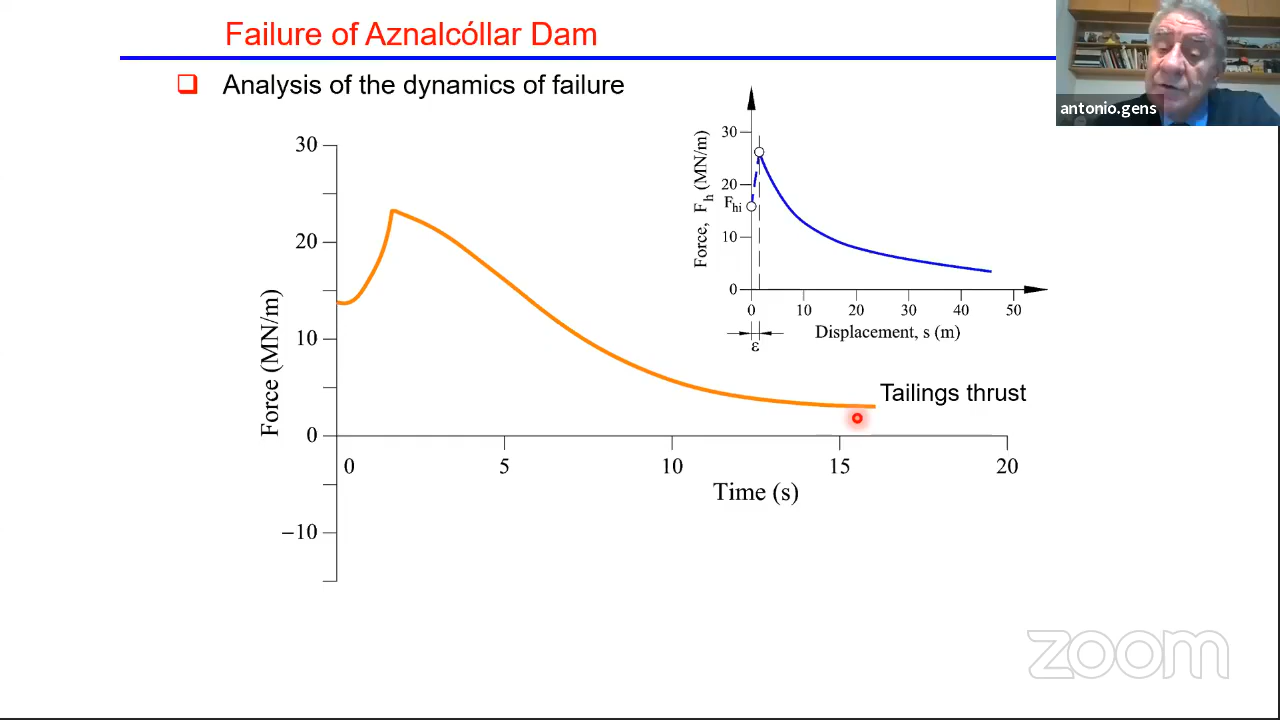 Failure of Aznalcóllar Dam
Analysis of the dynamics of failure
antonio.gens
30
20
10
0
−10
Force (MN/m)
0 5 10 15 20
Time (s)
Tailings thrust
30
20
Fhi
10
0
Force, Fh (MN/m)
0 10 20 30 40 50
Displacement, s (m)
ε
zoom